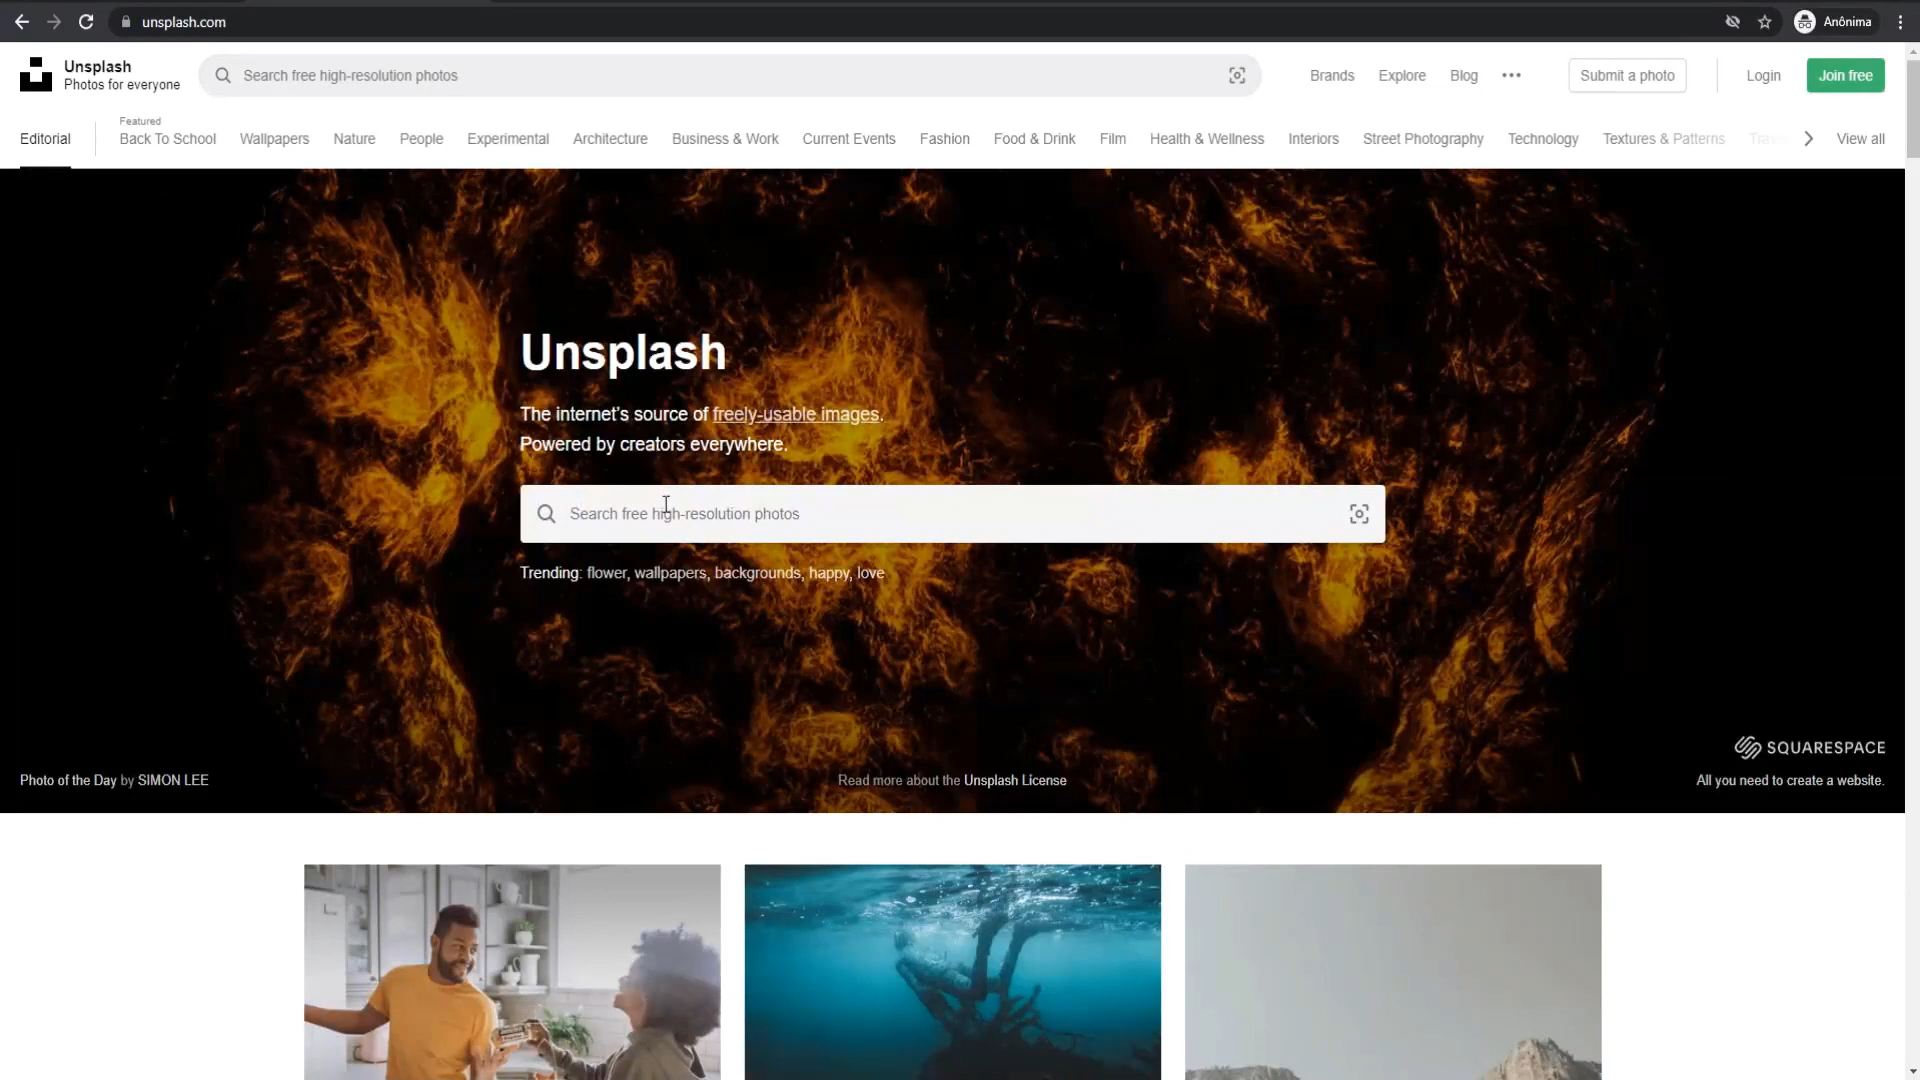 unsplash.com
Anônima
Unsplash
Photos for everyone
Search free high-resolution photos
Brands
Explore
Blog
Submit a photo
Login
Join free
Editorial
Featured
Back To School
Wallpapers
Nature
People
Experimental
Architecture
Business & Work
Current Events
Fashion
Food & Drink
Film
Health & Wellness
Interiors
Street Photography
Technology
Textures & Patterns
View all
Unsplash
The internet's source of freely-usable images.
Powered by creators everywhere.
Search free high-resolution photos
Trending: flower, wallpapers, backgrounds, happy, love
SQUARESPACE
Photo of the Day by SIMON LEE
Read more about the Unsplash License
All you need to create a website.